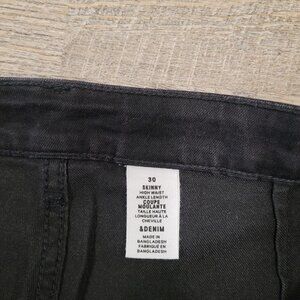 30
SKINNY
HIGH WAIST
ANKLE LENGTH
COUPE
MOULANTE
TAILLE HAUTE
LONGUEUR À LA
CHEVILLE
&DENIM
MADE IN
BANGLADESH
FABRIQUÉ EN
BANGLADESH